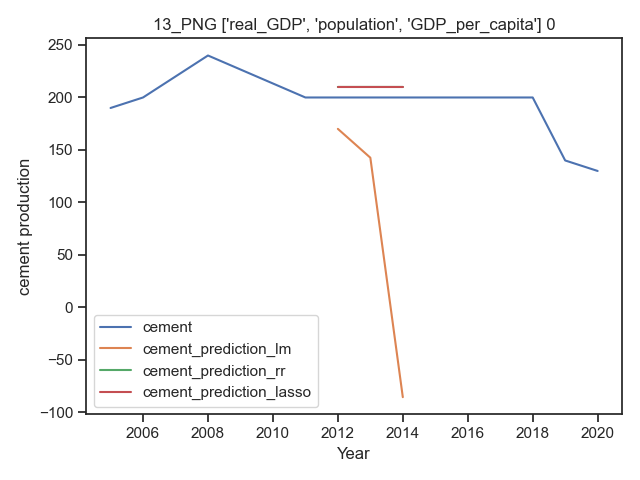 13_PNG ['real_GDP', 'population', 'GDP_per_capita'] 0
250
200
150
100
50
0
−50
−100
cement production
cement
cement_prediction_lm
cement_prediction_rr
cement_prediction_lasso
2006 2008 2010 2012 2014 2016 2018 2020
Year